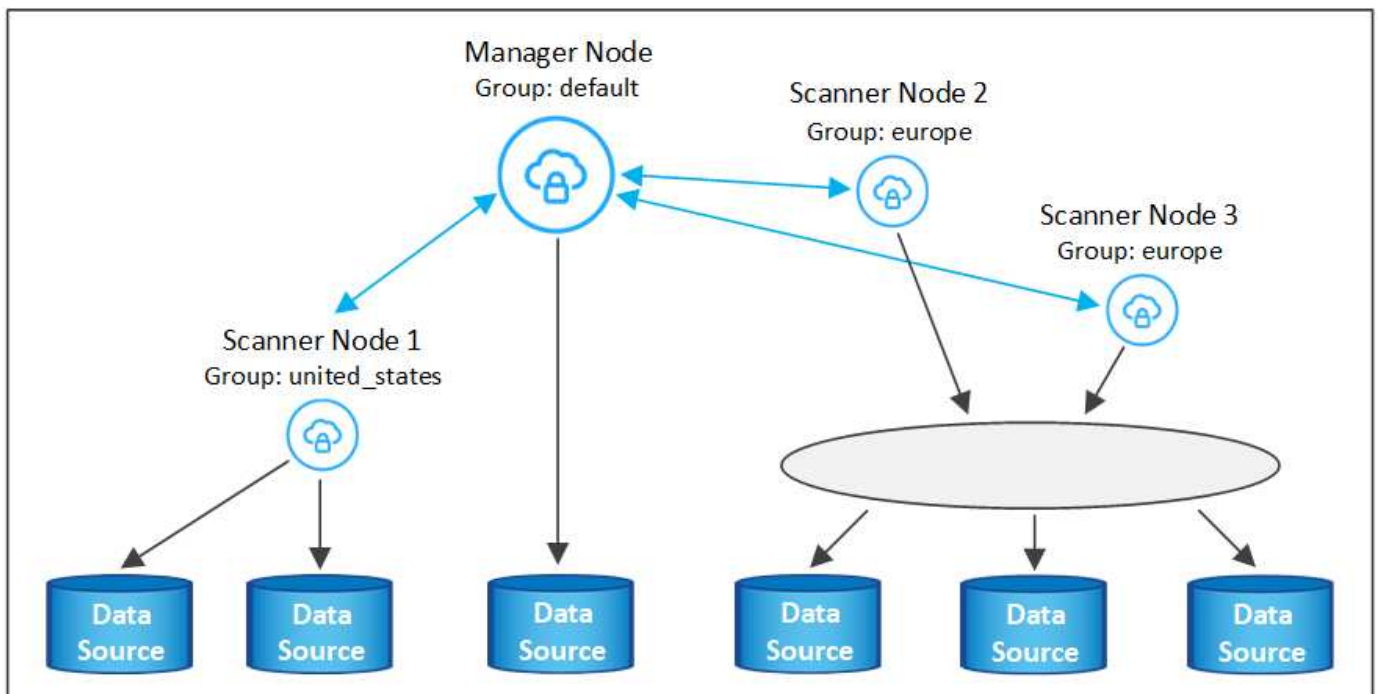 Manager Node
Group: default
Scanner Node 2
Group: europe
Scanner Node 3
Group: europe
Scanner Node 1
Group: united_states
Data
Source
Data
Source
Data
Source
Data
Source
Data
Source
Data
Source